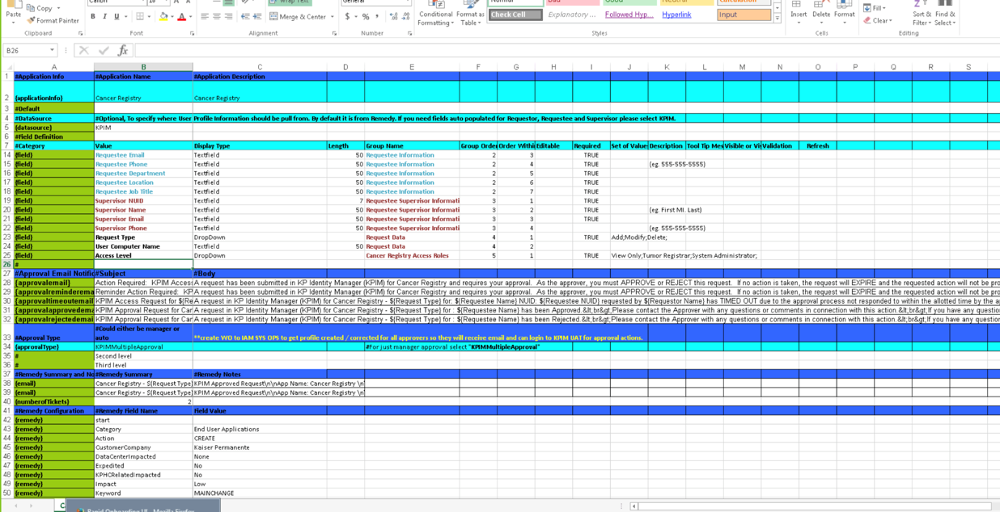 Calibri 10 General Normal Bad Good Neutral Calculation
Paste Copy Wrap Text Conditional Formatting Format as Table Check Cell Explanatory ... Followed Hyp... Hyperlink Input Insert Delete Format Fill Sort & Filter Find & Select
Format Painter B I U Merge & Center $ % , Clear
Clipboard Font Alignment Number Styles Cells Editing
B26 fx
A B C D E F G H I J K L M N O P Q R S
1 #Application Info #Application Name #Application Description
2 {applicationInfo} Cancer Registry Cancer Registry
3 #Default
4 #DataSource #Optional, To specify where User Profile Information should be pull from. By default it is from Remedy. If you need fields auto populated for Requestor, Requestee and Supervisor please select KPIM.
5 {datasource} KPIM
6 #Field Definition
7 #Category Value Display Type Length Group Name Group Order Order Withi Editable Required Set of Value Description Tool Tip Mes Visible or Vi Validation Refresh
14 {field} Requestee Email Textfield 50 Requestee Information 2 3 TRUE
15 {field} Requestee Phone Textfield 50 Requestee Information 2 4 TRUE (eg. 555-555-5555)
16 {field} Requestee Department Textfield 50 Requestee Information 2 5 TRUE
17 {field} Requestee Location Textfield 50 Requestee Information 2 6 TRUE
18 {field} Requestee Job Title Textfield 50 Requestee Information 2 7 TRUE
19 {field} Supervisor NUID Textfield 7 Requestee Supervisor Informati 3 1 TRUE
20 {field} Supervisor Name Textfield 50 Requestee Supervisor Informati 3 2 TRUE (eg. First MI. Last)
21 {field} Supervisor Email Textfield 50 Requestee Supervisor Informati 3 3 TRUE
22 {field} Supervisor Phone Textfield 50 Requestee Supervisor Informati 3 4 (eg. 555-555-5555)
23 {field} Request Type DropDown Request Data 4 1 TRUE Add;Modify;Delete;
24 {field} User Computer Name Textfield 50 Request Data 4 2
25 {field} Access Level DropDown Cancer Registry Access Roles 5 1 TRUE View Only;Tumor Registrar;System Administrator;
26 #
27 #Approval Email Notific #Subject #Body
28 {approvalemail} Action Required: KPIM Access A request has been submitted in KP Identity Manager (KPIM) for Cancer Registry and requires your approval. As the approver, you must APPROVE or REJECT this request. If no action is taken, the request will EXPIRE and the requested action will not be pro
29 {approvalreminderema Reminder Action Required: KP A request has been submitted in KP Identity Manager (KPIM) for Cancer Registry and requires your approval. As the approver, you must APPROVE or REJECT this request. If no action is taken, the request will EXPIRE and the requested action will not be pro
30 {approvaltimeoutemail KPIM Access Request for ${Re A request in KP Identity Manager (KPIM) for Cancer Registry - ${Request Type} for: ${Requestee Name} NUID: ${Requestee NUID} requested by ${Requestor Name} has TIMED OUT due to the approval process not responded to within the allotted time by the a
31 {approvalapprovedema KPIM Approval Request for Car A request in KP Identity Manager (KPIM) for Cancer Registry - ${Request Type} for : ${Requestee Name} has been Approved.&lt;br&gt;Please contact the Approver with any questions or comments in connection with this action.&lt;br&gt;If you have any questio
32 {approvalrejectedemai KPIM Approval Request for Car A request in KP Identity Manager (KPIM) for Cancer Registry - ${Request Type} for : ${Requestee Name} has been Rejected.&lt;br&gt;Please contact the Approver with any questions or comments in connection with this action.&lt;br&gt;If you have any questio
#Could either be manager or
33 #Approval Type auto **create WO to IAM SYS OPS to get profile created / corrected for all approvers so they will receive email and can login to KPIM UAT for approval actions.
34 {approvalType} KPIMMultipleApproval #For just manager approval select "KPIMMultipleApproval"
35 # Second level
36 # Third level
37 #Remedy Summary and No #Remedy Summary #Remedy Notes
38 {email} Cancer Registry - ${Request Type} KPIM Approved Request\n\nApp Name: Cancer Registry \n
39 {email} Cancer Registry - ${Request Type} KPIM Approved Request\n\nApp Name: Cancer Registry \n
40 {numberofTickets} 2
41 #Remedy Configuration #Remedy Field Name Field Value
42 {remedy} start
43 {remedy} Category End User Applications
44 {remedy} Action CREATE
45 {remedy} CustomerCompany Kaiser Permanente
46 {remedy} DataCenterImpacted None
47 {remedy} Expedited No
48 {remedy} KPHCRelatedImpacted No
49 {remedy} Impact Low
50 {remedy} Keyword MAINCHANGE
C
Rapid Onboarding UI - Mozilla Firefox